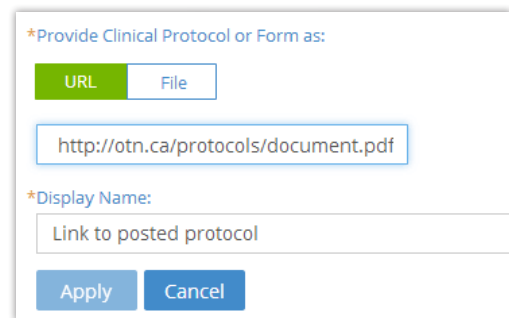 *Provide Clinical Protocol or Form as:
URL File
http://otn.ca/protocols/document.pdf
*Display Name:
Link to posted protocol
Apply Cancel